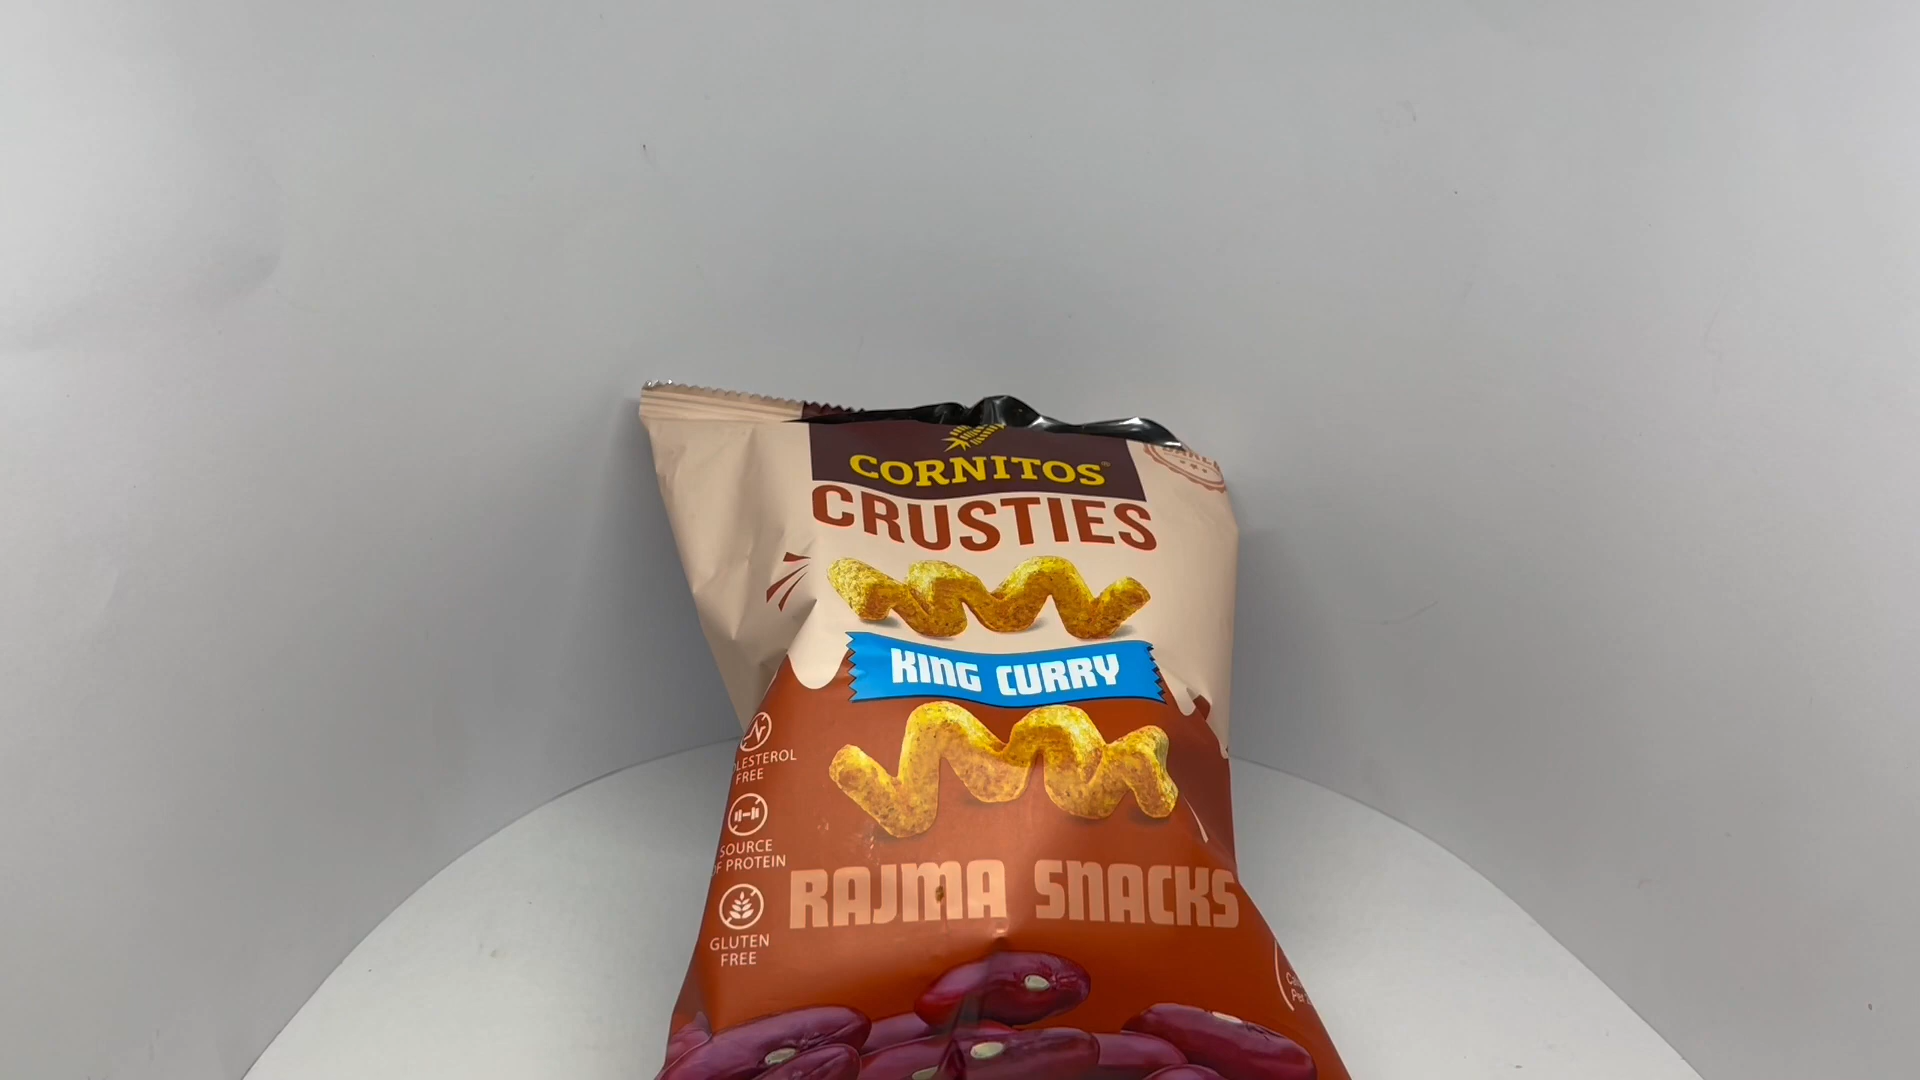 CORNITOS®
CRUSTIES
KING CURRY
FREE
SOURCE
PROTEIN
GLUTEN
FREE
RAJMA SNACKS